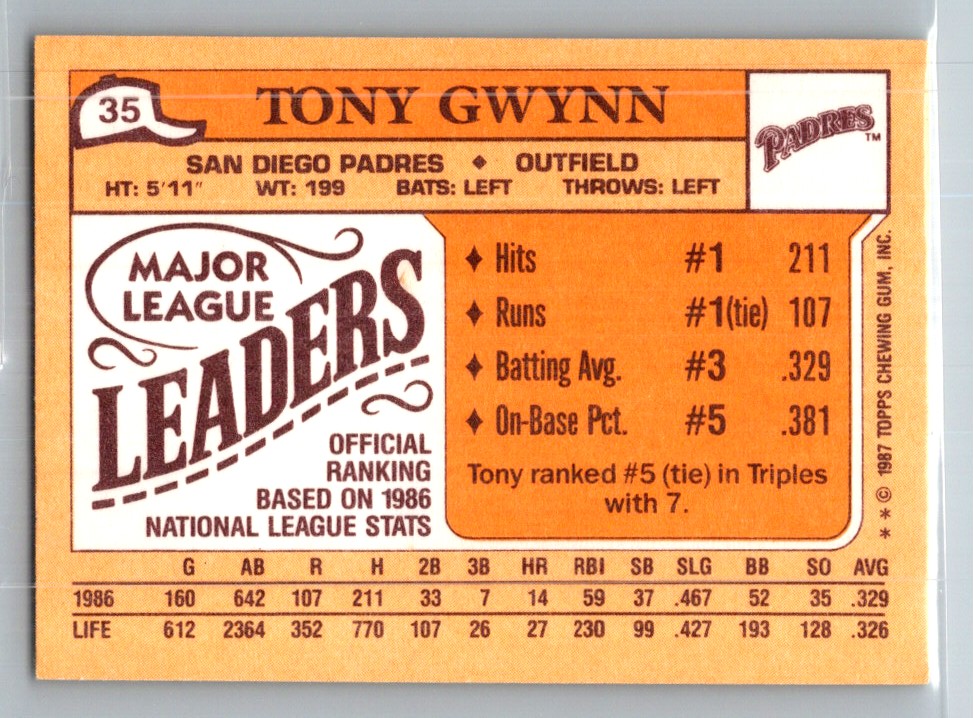 35
TONY GWYNN
PADRES™
SAN DIEGO PADRES ♦ OUTFIELD
HT: 5'11" WT: 199 BATS: LEFT THROWS: LEFT
MAJOR
LEAGUE
LEADERS
OFFICIAL
RANKING
BASED ON 1986
NATIONAL LEAGUE STATS
♦ Hits #1 211
♦ Runs #1(tie) 107
♦ Batting Avg. #3 .329
♦ On-Base Pct. #5 .381
Tony ranked #5 (tie) in Triples
with 7.
* * © 1987 TOPPS CHEWING GUM, INC.
G AB R H 2B 3B HR RBI SB SLG BB SO AVG
1986 160 642 107 211 33 7 14 59 37 .467 52 35 .329
LIFE 612 2364 352 770 107 26 27 230 99 .427 193 128 .326